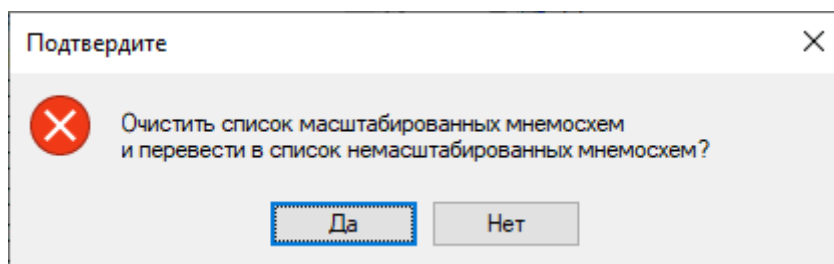 Подтвердите
Очистить список масштабированных мнемосхем
и перевести в список немасштабированных мнемосхем?
Да
Нет